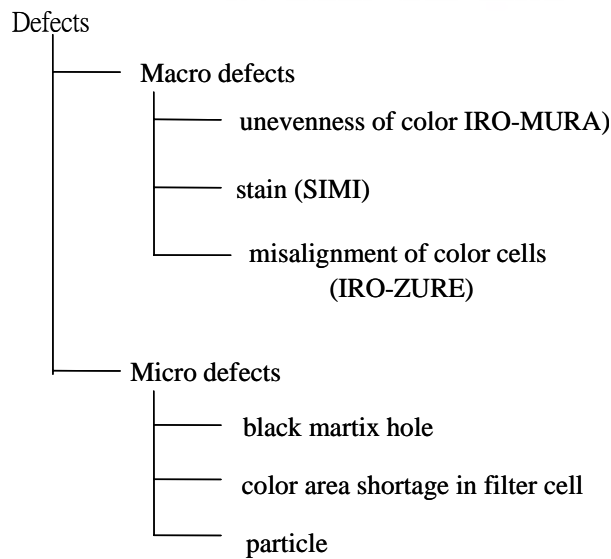 Defects
Macro defects
unevenness of color IRO-MURA)
stain (SIMI)
misalignment of color cells
(IRO-ZURE)
Micro defects
black martix hole
color area shortage in filter cell
particle